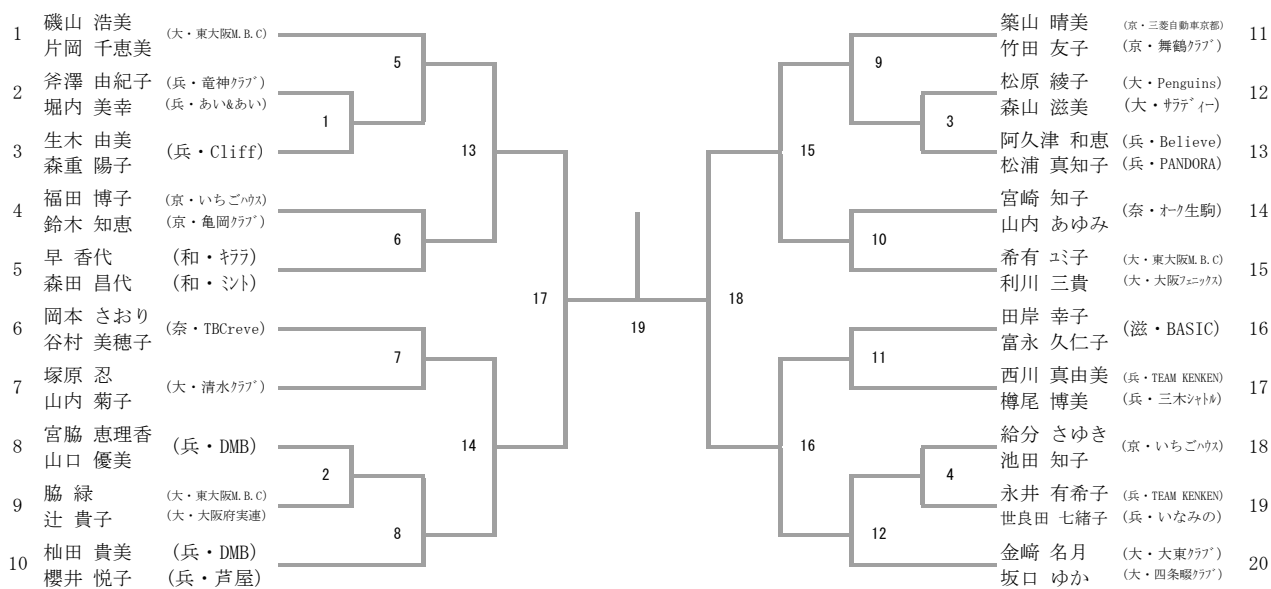 1 磯山 浩美 (大・東大阪M.B.C)
片岡 千恵美
2 斧澤 由紀子 (兵・竜神ｸﾗﾌﾞ)
堀内 美幸 (兵・あい&あい)
3 生木 由美 (兵・Cliff)
森重 陽子
4 福田 博子 (京・いちごﾊｳｽ)
鈴木 知恵 (京・亀岡ｸﾗﾌﾞ)
5 早 香代 (和・ｷﾗﾗ)
森田 昌代 (和・ﾐﾝﾄ)
6 岡本 さおり (奈・TBCreve)
谷村 美穂子
7 塚原 忍 (大・清水ｸﾗﾌﾞ)
山内 菊子
8 宮脇 恵理香 (兵・DMB)
山口 優美
9 脇 緑 (大・東大阪M.B.C)
辻 貴子 (大・大阪府実連)
10 杣田 貴美 (兵・DMB)
櫻井 悦子 (兵・芦屋)
5
1
13
6
17
7
14
2
8
19
9
3
15
10
18
11
16
4
12
築山 晴美 (京・三菱自動車京都) 11
竹田 友子 (京・舞鶴ｸﾗﾌﾞ)
松原 綾子 (大・Penguins) 12
森山 滋美 (大・ｻﾗﾃﾞｨｰ)
阿久津 和恵 (兵・Believe) 13
松浦 真知子 (兵・PANDORA)
宮崎 知子 (奈・ｵｰｸ生駒) 14
山内 あゆみ
希有 ﾕﾐ子 (大・東大阪M.B.C) 15
利川 三貴 (大・大阪ﾌｪﾆｯｸｽ)
田岸 幸子 (滋・BASIC) 16
富永 久仁子
西川 真由美 (兵・TEAM KENKEN) 17
樽尾 博美 (兵・三木ｼｬﾄﾙ)
給分 さゆき (京・いちごﾊｳｽ) 18
池田 知子
永井 有希子 (兵・TEAM KENKEN) 19
世良田 七緒子 (兵・いなみの)
金﨑 名月 (大・大東ｸﾗﾌﾞ) 20
坂口 ゆか (大・四条畷ｸﾗﾌﾞ)